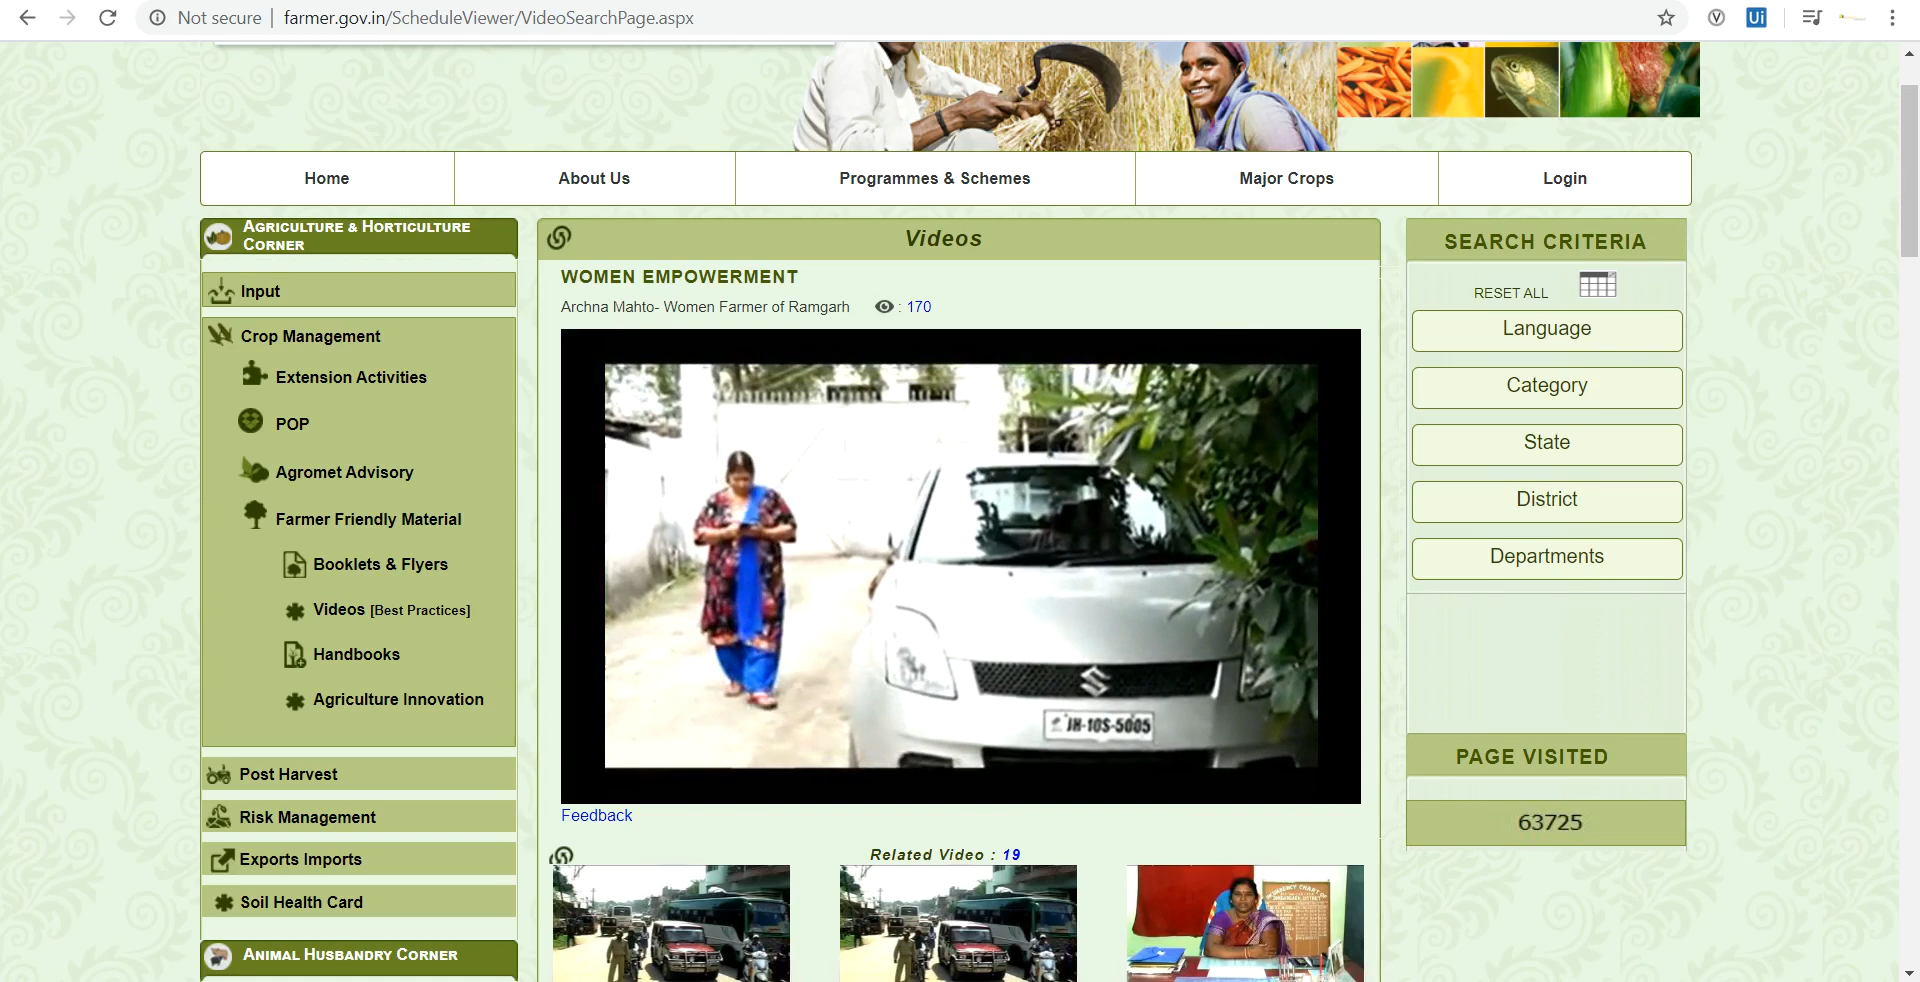 Not secure
farmer.gov.in/ScheduleViewer/VideoSearchPage.aspx
Ui
Home
About Us
Programmes & Schemes
Major Crops
Login
AGRICULTURE & HORTICULTURE
CORNER
Input
Crop Management
Extension Activities
POP
Agromet Advisory
Farmer Friendly Material
Booklets & Flyers
Videos [Best Practices]
Handbooks
Agriculture Innovation
Post Harvest
Risk Management
Exports Imports
Soil Health Card
ANIMAL HUSBANDRY CORNER
Videos
WOMEN EMPOWERMENT
Archna Mahto- Women Farmer of Ramgarh : 170
JH-10S-5005
Feedback
Related Video : 19
SEARCH CRITERIA
RESET ALL
Language
Category
State
District
Departments
PAGE VISITED
63725